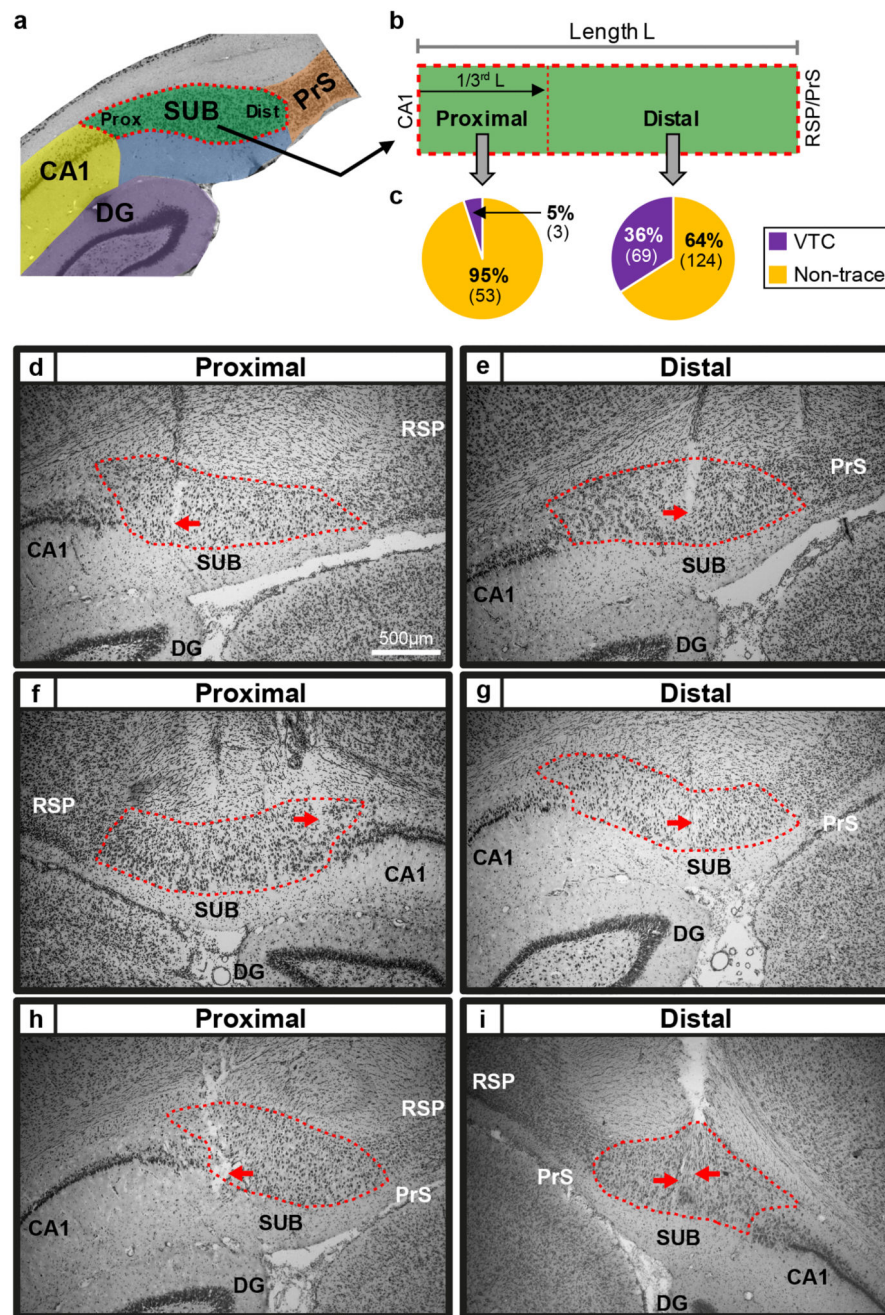 a
PrS
SUB
Prox
Dist
CA1
DG
b
Length L
CA1
1/3rd L
Proximal
Distal
RSP/PrS
c
5%
(3)
95%
(53)
36%
(69)
64%
(124)
VTC
Non-trace
d
Proximal
RSP
CA1
SUB
DG
500µm
e
Distal
PrS
CA1
SUB
DG
f
Proximal
RSP
CA1
SUB
DG
g
Distal
CA1
PrS
SUB
DG
h
Proximal
RSP
PrS
CA1
SUB
DG
i
Distal
RSP
PrS
SUB
CA1
DG